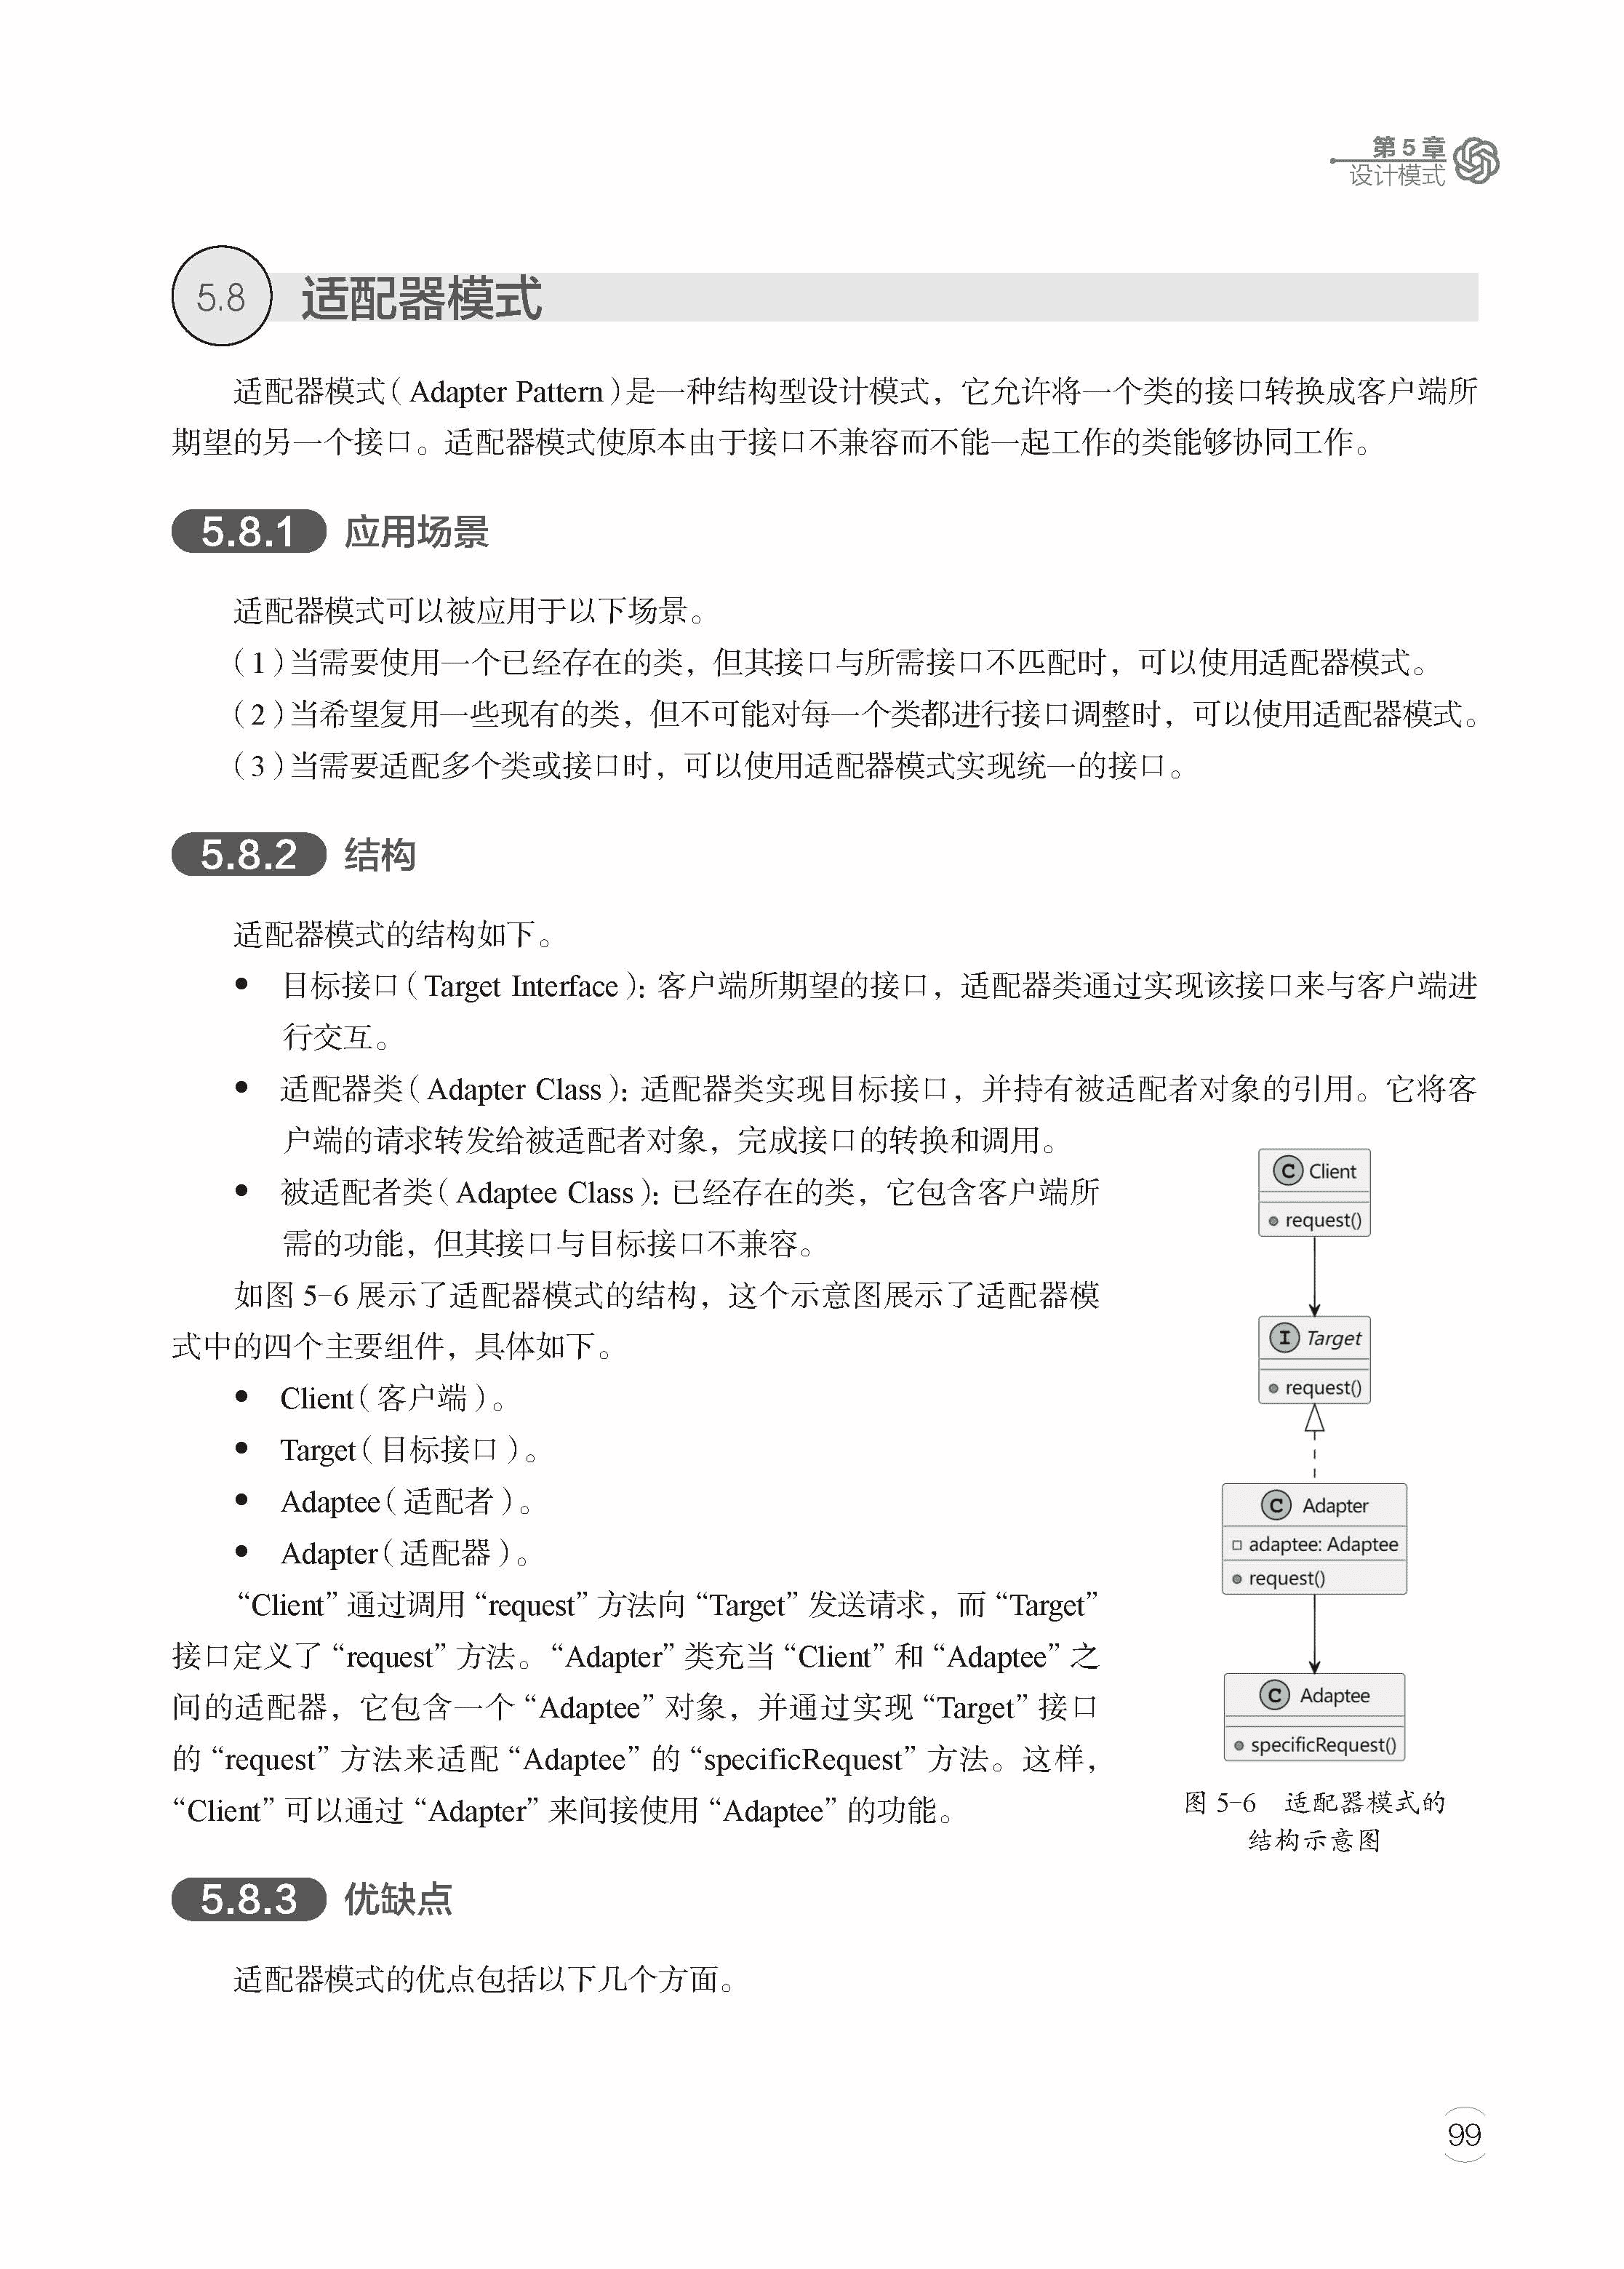 第 5 章
设计模式
5.8 适配器模式
适配器模式（Adapter Pattern）是一种结构型设计模式，它允许将一个类的接口转换成客户端所
期望的另一个接口。适配器模式使原本由于接口不兼容而不能一起工作的类能够协同工作。
5.8.1 应用场景
适配器模式可以被应用于以下场景。
（1）当需要使用一个已经存在的类，但其接口与所需接口不匹配时，可以使用适配器模式。
（2）当希望复用一些现有的类，但不可能对每一个类都进行接口调整时，可以使用适配器模式。
（3）当需要适配多个类或接口时，可以使用适配器模式实现统一的接口。
5.8.2 结构
适配器模式的结构如下。
● 目标接口（Target Interface）：客户端所期望的接口，适配器类通过实现该接口来与客户端进
行交互。
● 适配器类（Adapter Class）：适配器类实现目标接口，并持有被适配者对象的引用。它将客
户端的请求转发给被适配者对象，完成接口的转换和调用。
● 被适配者类（Adaptee Class）：已经存在的类，它包含客户端所
需的功能，但其接口与目标接口不兼容。
如图 5-6 展示了适配器模式的结构，这个示意图展示了适配器模
式中的四个主要组件，具体如下。
● Client（客户端）。
● Target（目标接口）。
● Adaptee（适配者）。
● Adapter（适配器）。
“Client” 通过调用 “request” 方法向 “Target” 发送请求，而 “Target”
接口定义了 “request” 方法。“Adapter” 类充当 “Client” 和 “Adaptee” 之
间的适配器，它包含一个 “Adaptee” 对象，并通过实现 “Target” 接口
的 “request” 方法来适配 “Adaptee” 的 “specificRequest” 方法。这样，
“Client” 可以通过 “Adapter” 来间接使用 “Adaptee” 的功能。
C Client
request()
I Target
request()
C Adapter
adaptee: Adaptee
request()
C Adaptee
specificRequest()
图 5-6 适配器模式的
结构示意图
5.8.3 优缺点
适配器模式的优点包括以下几个方面。
99